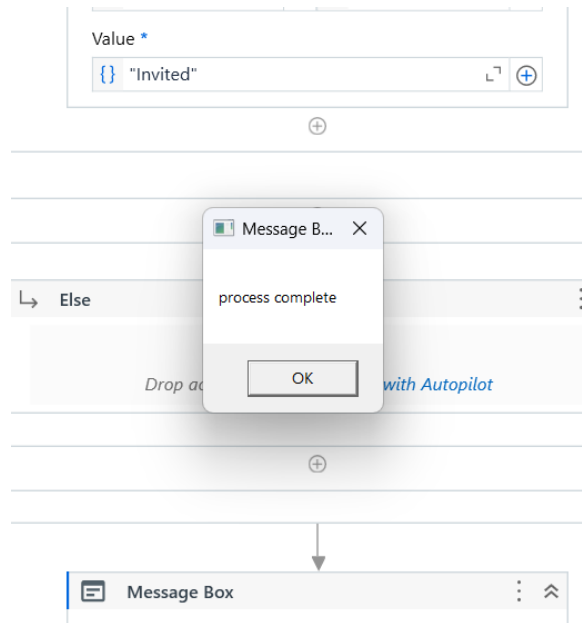 Value *
{} "Invited"
Message B...
process complete
Else
OK
Drop ac
with Autopilot
Message Box